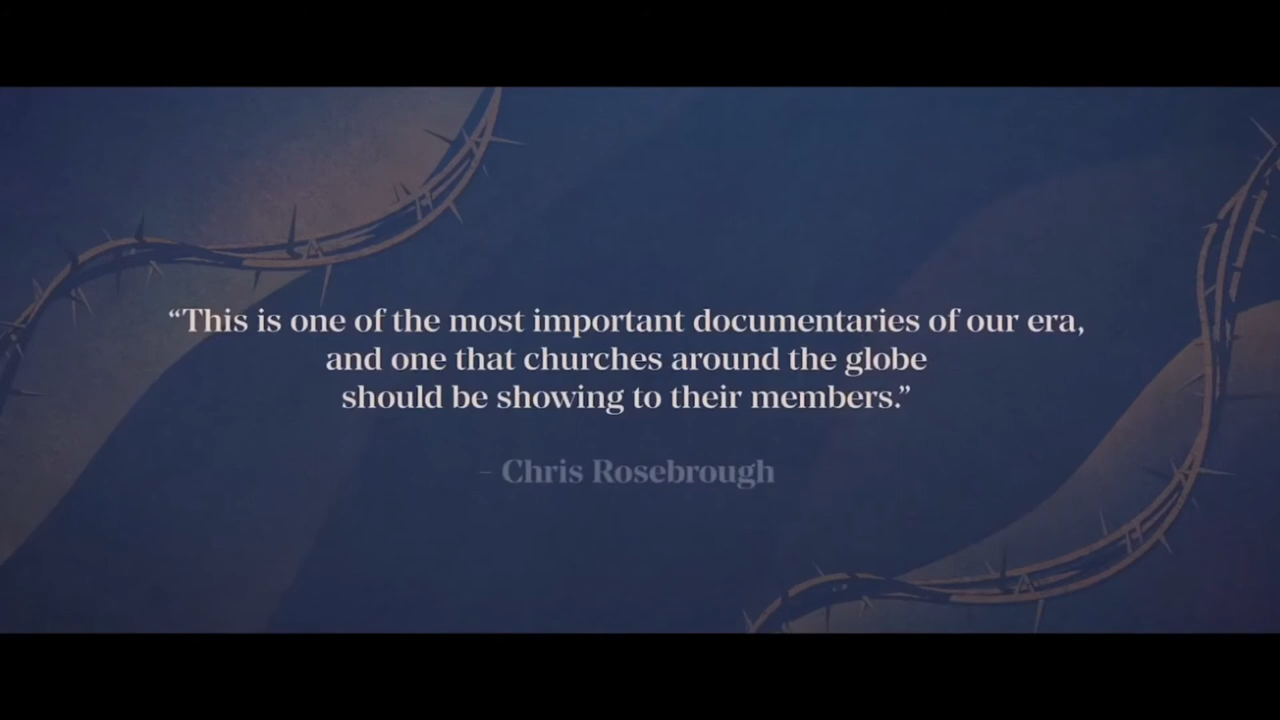 “This is one of the most important documentaries of our era,
and one that churches around the globe
should be showing to their members.”
– Chris Rosebrough